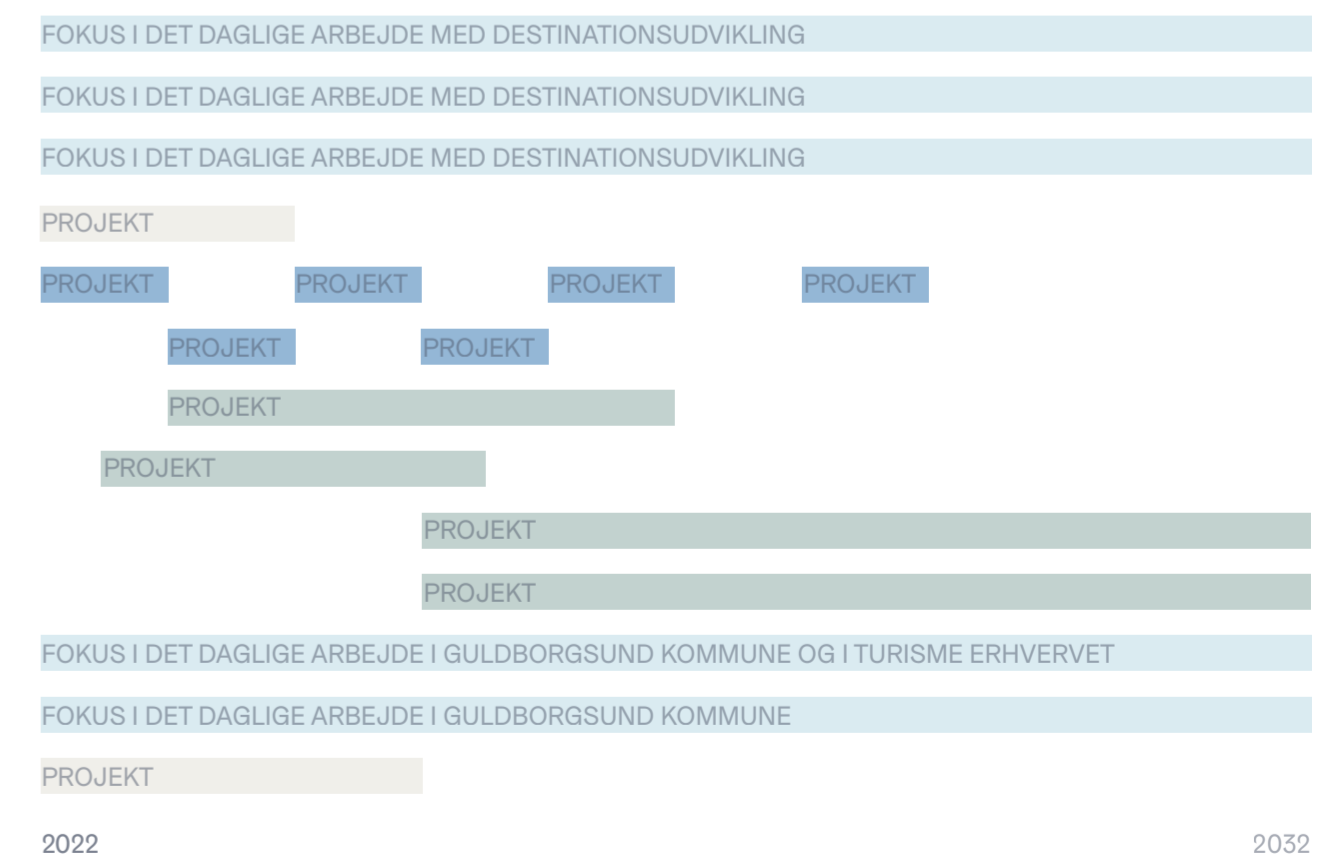 FOKUS I DET DAGLIGE ARBEJDE MED DESTINATIONSUDVIKLING
FOKUS I DET DAGLIGE ARBEJDE MED DESTINATIONSUDVIKLING
FOKUS I DET DAGLIGE ARBEJDE MED DESTINATIONSUDVIKLING
PROJEKT
PROJEKT PROJEKT PROJEKT PROJEKT
PROJEKT PROJEKT
PROJEKT
PROJEKT
PROJEKT
PROJEKT
FOKUS I DET DAGLIGE ARBEJDE I GULDBORGSUND KOMMUNE OG I TURISME ERHVERVET
FOKUS I DET DAGLIGE ARBEJDE I GULDBORGSUND KOMMUNE
PROJEKT
2022 2032